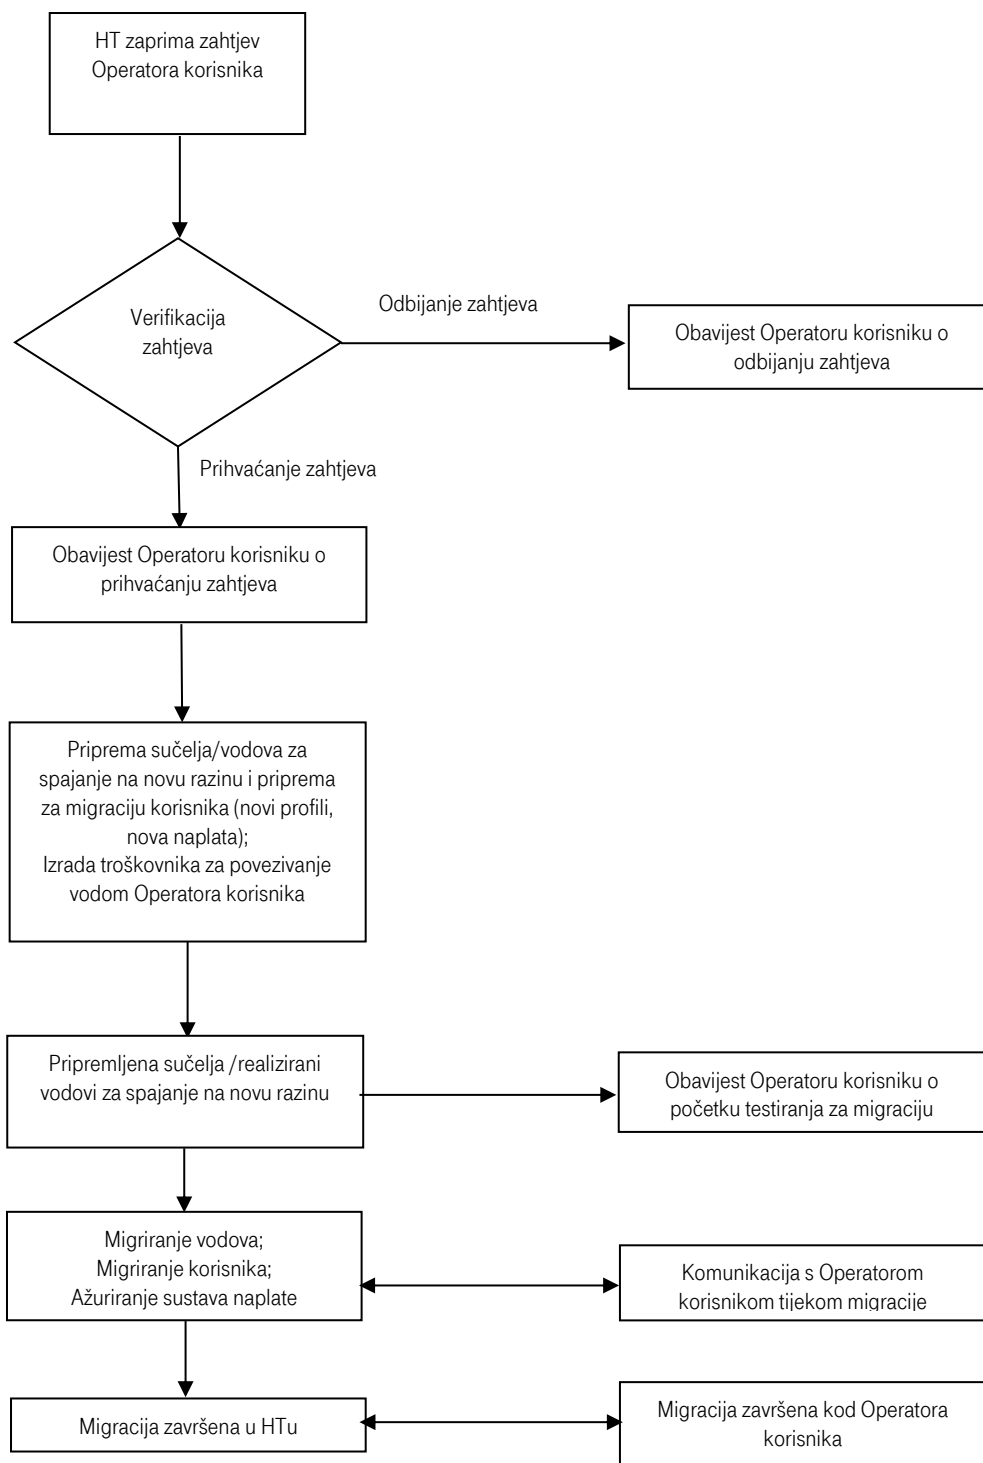 HT zaprima zahtjev
Operatora korisnika
Verifikacija
zahtjeva
Odbijanje zahtjeva
Obavijest Operatoru korisniku o
odbijanju zahtjeva
Prihvaćanje zahtjeva
Obavijest Operatoru korisniku o
prihvaćanju zahtjeva
Priprema sučelja/vodova za
spajanje na novu razinu i priprema
za migraciju korisnika (novi profili,
nova naplata);
Izrada troškovnika za povezivanje
vodom Operatora korisnika
Pripremljena sučelja /realizirani
vodovi za spajanje na novu razinu
Obavijest Operatoru korisniku o
početku testiranja za migraciju
Migriranje vodova;
Migriranje korisnika;
Ažuriranje sustava naplate
Komunikacija s Operatorom
korisnikom tijekom migracije
Migracija završena u HTu
Migracija završena kod Operatora
korisnika